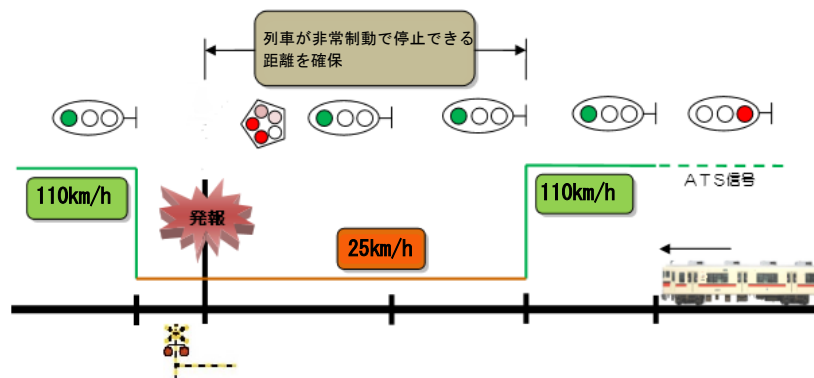 列車が非常制動で停止できる
距離を確保
110km/h
発報
25km/h
110km/h
ATS信号